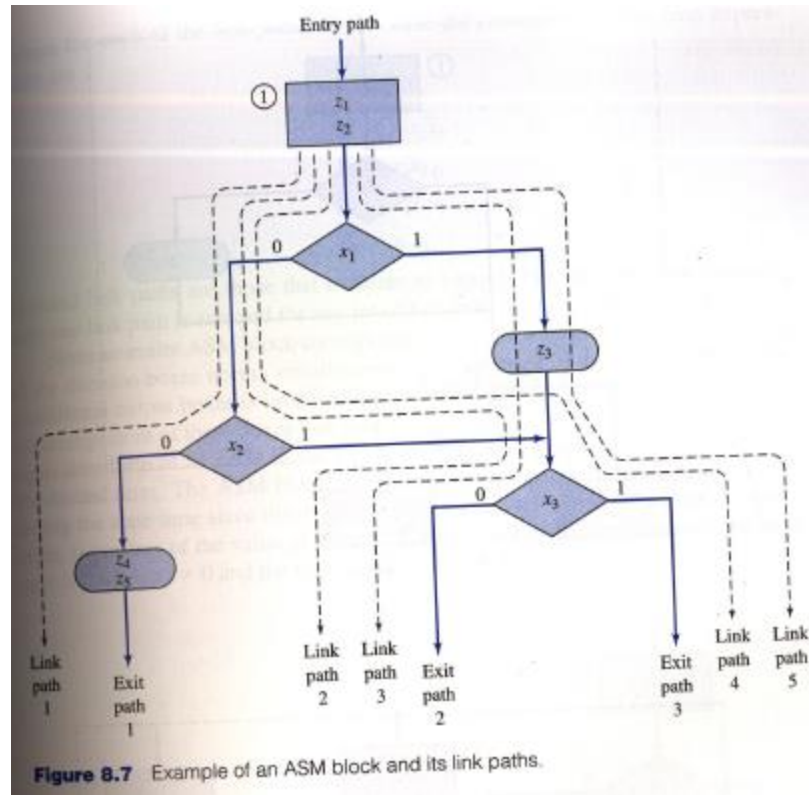 Entry path
1
z1
z2
0
x1
1
z3
0
x2
1
0
x3
1
z4
z5
Link
path
1
Exit
path
1
Link
path
2
Link
path
3
Exit
path
2
Exit
path
3
Link
path
4
Link
path
5
Figure 8.7 Example of an ASM block and its link paths.